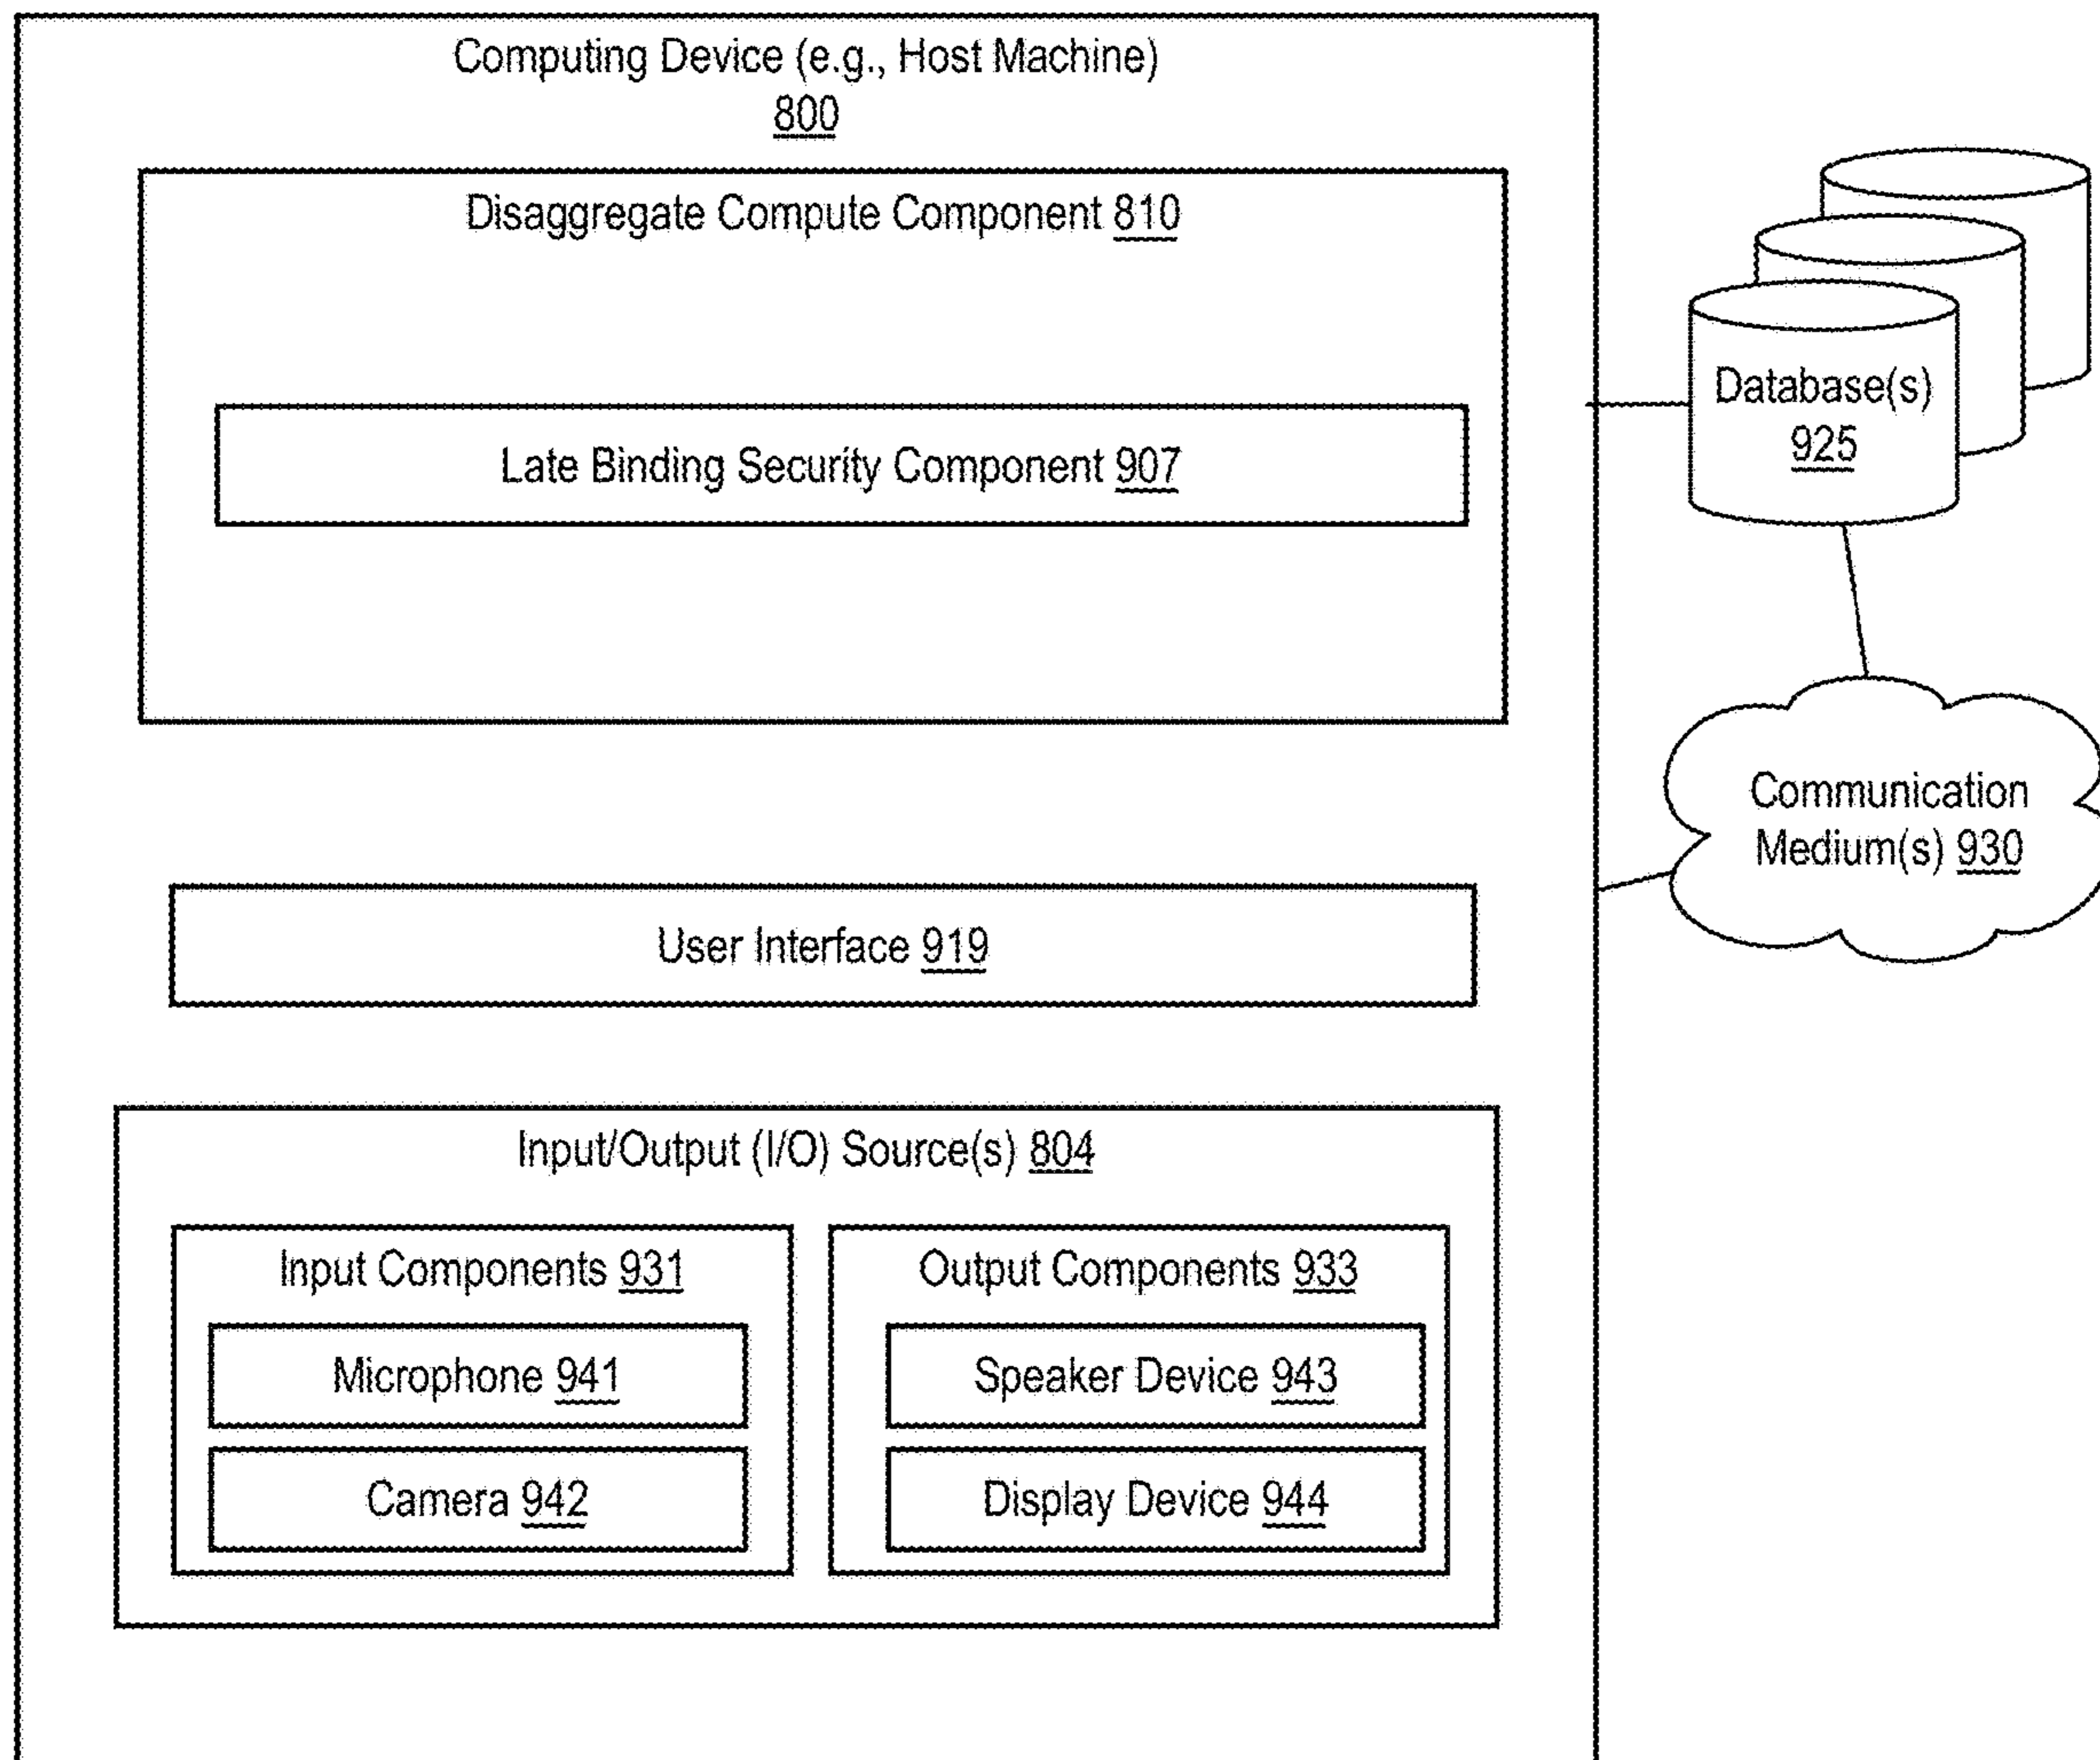 Computing Device (e.g., Host Machine)
800
Disaggregate Compute Component 810
Late Binding Security Component 907
Database(s)
925
Communication
Medium(s) 930
User Interface 919
Input/Output (I/O) Source(s) 804
Input Components 931
Microphone 941
Camera 942
Output Components 933
Speaker Device 943
Display Device 944